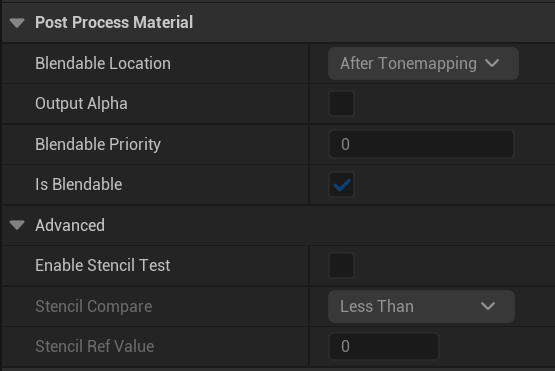 Post Process Material
Blendable Location After Tonemapping
Output Alpha
Blendable Priority 0
Is Blendable
Advanced
Enable Stencil Test
Stencil Compare Less Than
Stencil Ref Value 0